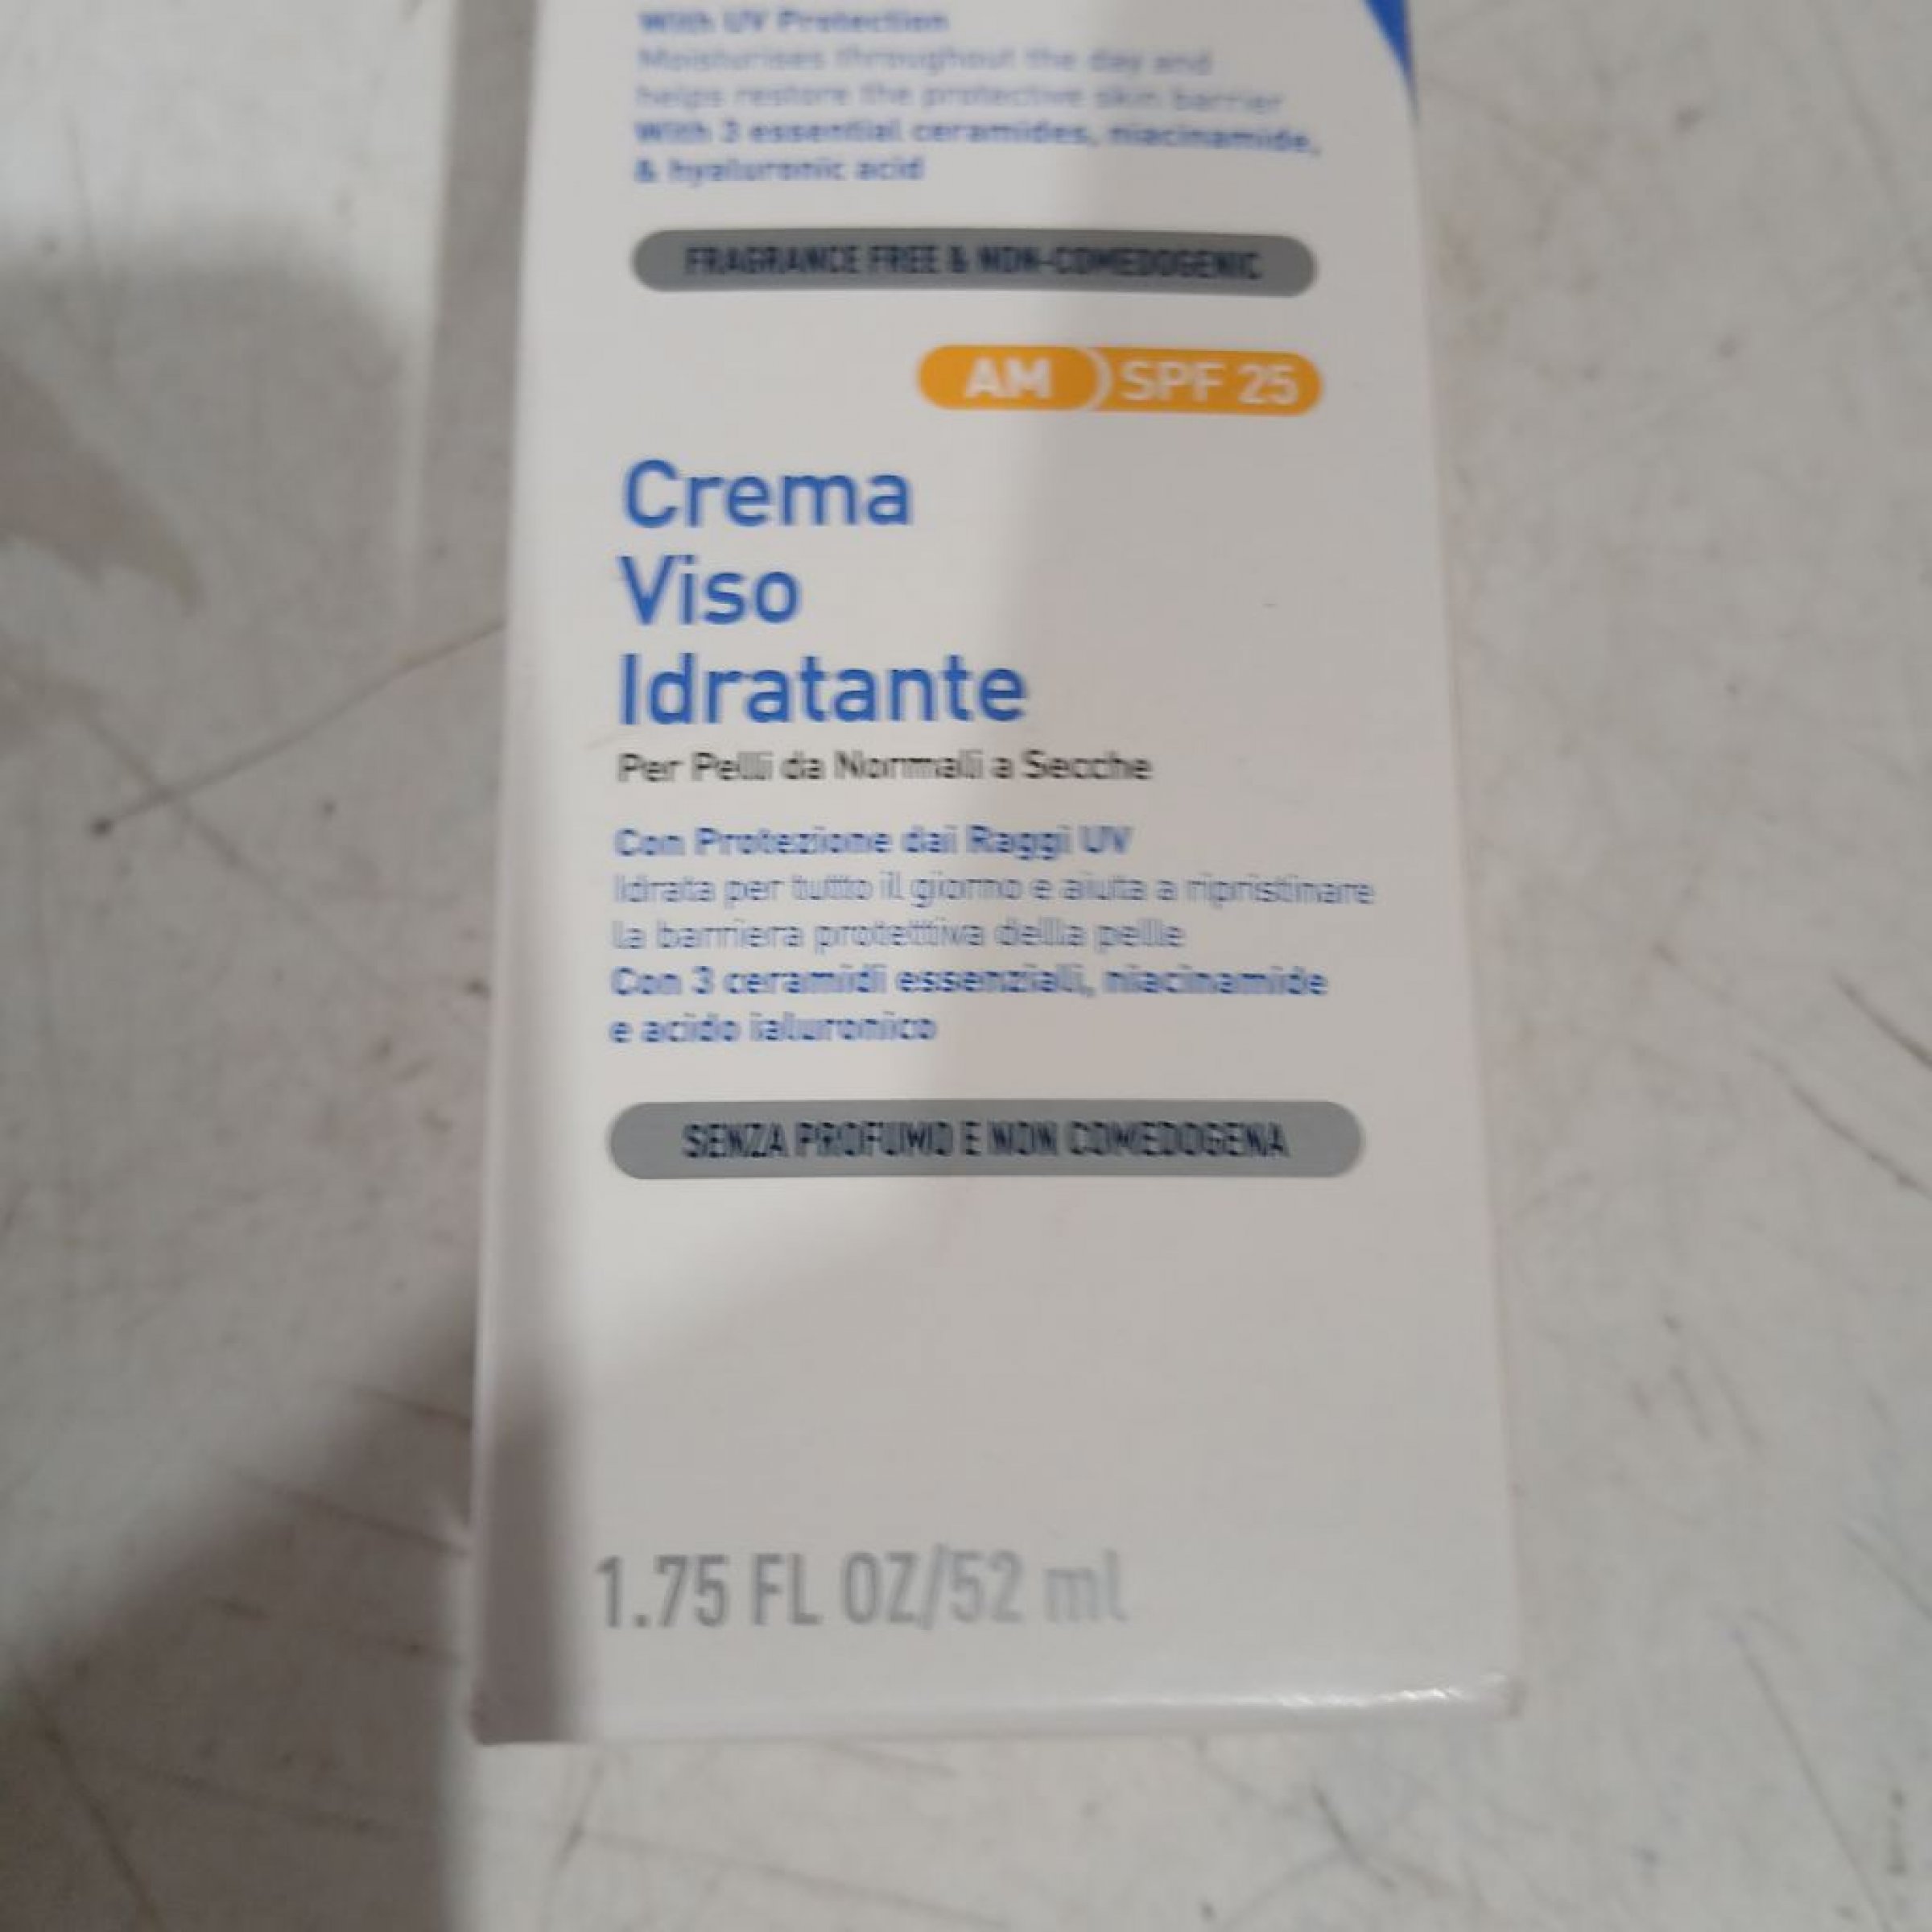 With UV Protection
Moisturises throughout the day and
helps restore the protective skin barrier
With 3 essential ceramides, niacinamide,
& hyaluronic acid
FRAGRANCE FREE & NON-COMEDOGENIC
AM SPF 25
Crema
Viso
Idratante
Per Pelli da Normali a Secche
Con Protezione dai Raggi UV
Idrata per tutto il giorno e aiuta a ripristinare
la barriera protettiva della pelle
Con 3 ceramidi essenziali, niacinamide
e acido ialuronico
SENZA PROFUMO E NON COMEDOGENA
1.75 FL OZ/52 ml